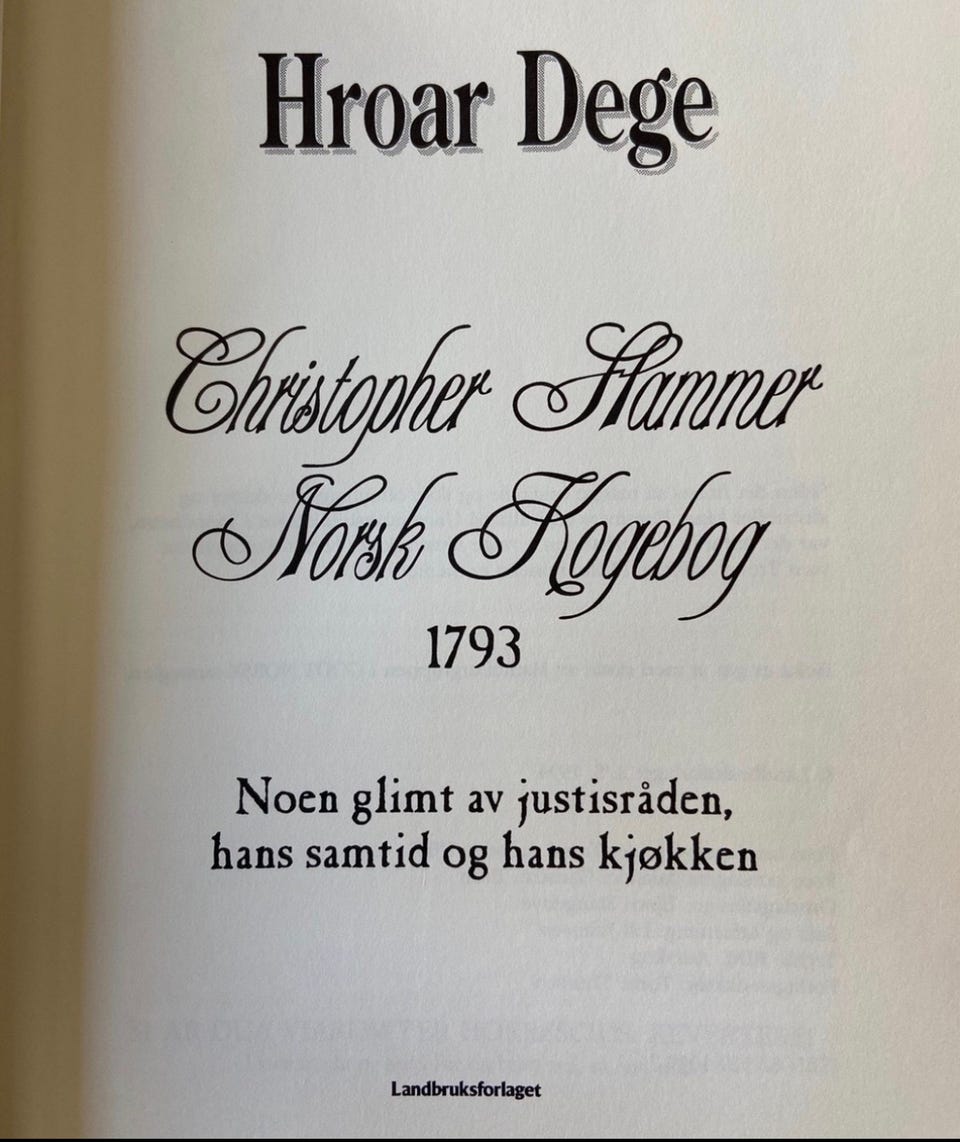 Hroar Dege
Christopher Hammer
Norsk Kogebog
1793
Noen glimt av justisråden,
hans samtid og hans kjøkken
Landbruksforlaget